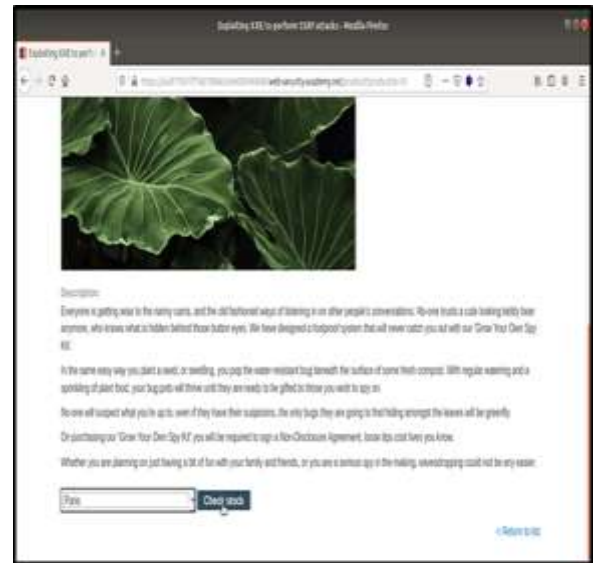 Exploiting XXE to perform SSRF attacks - Mozilla Firefox
Exploiting XXE to perf
web-security-academy.net
Description:
Everyone is getting wise to the nanny cams, and the old fashioned ways of listening in on other people's conversations. No-one trusts a cute looking teddy bear
anymore, who knows what is hidden behind those button eyes. We have designed a foolproof system that will never catch you out with our 'Grow Your Own Spy
Kit'.
In the same easy way you plant a seed, or seedling, you pop the water-resistant bug beneath the surface of some fresh compost. With regular watering and a
sprinkling of plant food, your bug pots will thrive until they are ready to be gifted to those you wish to spy on.
No-one will suspect what you're up to, even if they have their suspicions, the only bugs they are going to find hiding amongst the leaves will be greenfly.
On purchasing our 'Grow Your Own Spy Kit' you will be required to sign a Non-Disclosure Agreement, loose lips cost lives you know.
Whether you are planning on just having a bit of fun with your family and friends, or you are a serious spy in the making, eavesdropping could not be any easier.
Paris
Check stock
< Return to list